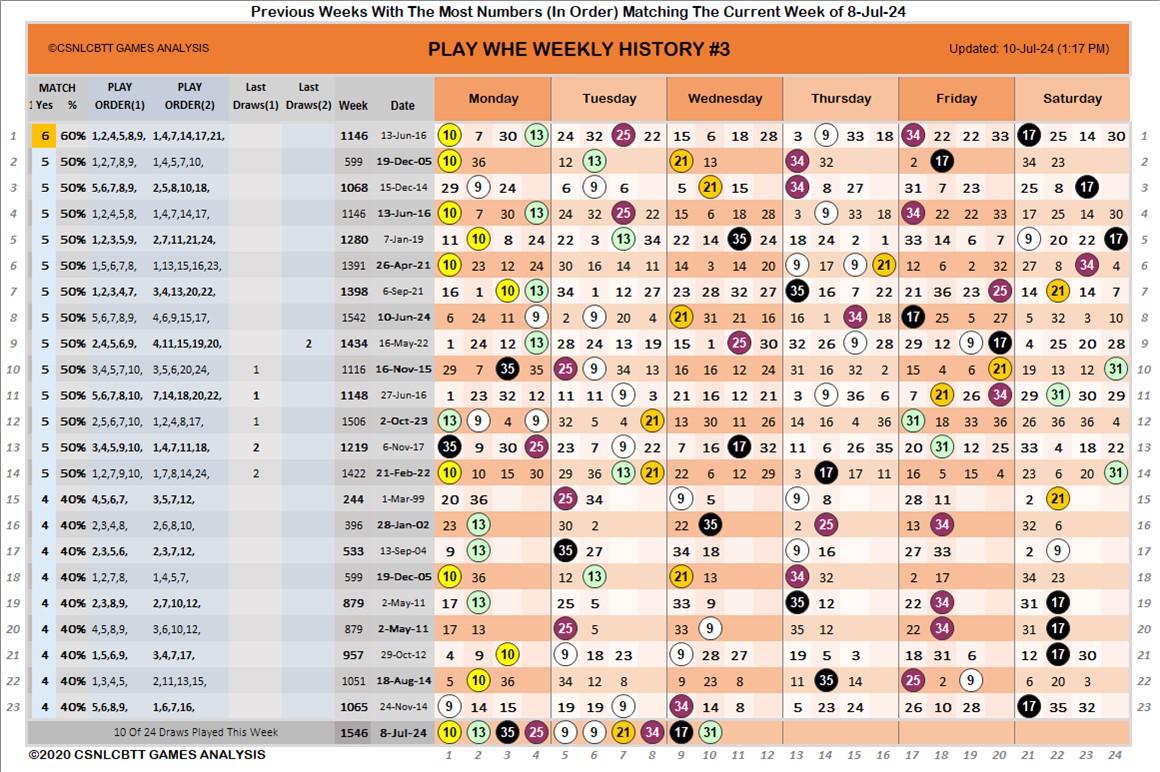 Previous Weeks With The Most Numbers (In Order) Matching The Current Week of 8-Jul-24
©CSNLCBTT GAMES ANALYSIS PLAY WHE WEEKLY HISTORY #3 Updated: 10-Jul-24 (1:17 PM)
MATCH PLAY PLAY Last Last
1 Yes % ORDER(1) ORDER(2) Draws(1) Draws(2) Week Date Monday Tuesday Wednesday Thursday Friday Saturday
1 6 60% 1,2,4,5,8,9, 1,4,7,14,17,21, 1146 13-Jun-16 10 7 30 13 24 32 25 22 15 6 18 28 3 9 33 18 34 22 22 33 17 25 14 30 1
2 5 50% 1,2,7,8,9, 1,4,5,7,10, 599 19-Dec-05 10 36 12 13 21 13 34 32 2 17 34 23 2
3 5 50% 5,6,7,8,9, 2,5,8,10,18, 1068 15-Dec-14 29 9 24 6 9 6 5 21 15 34 8 27 31 7 23 25 8 17 3
4 5 50% 1,2,4,5,8, 1,4,7,14,17, 1146 13-Jun-16 10 7 30 13 24 32 25 22 15 6 18 28 3 9 33 18 34 22 22 33 17 25 14 30 4
5 5 50% 1,2,3,5,9, 2,7,11,21,24, 1280 7-Jan-19 11 10 8 24 22 3 13 34 22 14 35 24 18 24 2 1 33 14 6 7 9 20 22 17 5
6 5 50% 1,5,6,7,8, 1,13,15,16,23, 1391 26-Apr-21 10 23 12 24 30 16 14 11 14 3 14 20 9 17 9 21 12 6 2 32 27 8 34 4 6
7 5 50% 1,2,3,4,7, 3,4,13,20,22, 1398 6-Sep-21 16 1 10 13 34 1 12 27 23 28 32 27 35 16 7 22 21 36 23 25 14 21 14 7 7
8 5 50% 5,6,7,8,9, 4,6,9,15,17, 1542 10-Jun-24 6 24 11 9 2 9 20 4 21 31 21 16 16 1 34 18 17 25 5 27 5 32 3 10 8
9 5 50% 2,4,5,6,9, 4,11,15,19,20, 2 1434 16-May-22 1 24 12 13 28 24 13 19 15 1 25 30 32 26 9 28 29 12 9 17 4 25 20 28 9
10 5 50% 3,4,5,7,10, 3,5,6,20,24, 1 1116 16-Nov-15 29 7 35 35 25 9 34 13 16 16 12 24 31 16 32 2 15 4 6 21 19 13 12 31 10
11 5 50% 5,6,7,8,10, 7,14,18,20,22, 1 1148 27-Jun-16 1 23 32 12 11 11 9 3 21 16 12 21 3 9 36 6 7 21 26 34 29 31 30 29 11
12 5 50% 2,5,6,7,10, 1,2,4,8,17, 1 1506 2-Oct-23 13 9 4 9 32 5 4 21 13 30 11 26 14 16 4 36 31 18 33 36 26 36 36 4 12
13 5 50% 3,4,5,9,10, 1,4,7,11,18, 2 1219 6-Nov-17 35 9 30 25 23 7 9 22 7 16 17 32 11 6 26 35 20 31 12 25 33 4 18 22 13
14 5 50% 1,2,7,9,10, 1,7,8,14,24, 2 1422 21-Feb-22 10 10 15 30 29 36 13 21 22 6 12 29 3 17 17 11 16 5 15 4 23 6 20 31 14
15 4 40% 4,5,6,7, 3,5,7,12, 244 1-Mar-99 20 36 25 34 9 5 9 8 28 11 2 21 15
16 4 40% 2,3,4,8, 2,6,8,10, 396 28-Jan-02 23 13 30 2 22 35 2 25 13 34 32 6 16
17 4 40% 2,3,5,6, 2,3,7,12, 533 13-Sep-04 9 13 35 27 34 18 9 16 27 33 2 9 17
18 4 40% 1,2,7,8, 1,4,5,7, 599 19-Dec-05 10 36 12 13 21 13 34 32 2 17 34 23 18
19 4 40% 2,3,8,9, 2,7,10,12, 879 2-May-11 17 13 25 5 33 9 35 12 22 34 31 17 19
20 4 40% 4,5,8,9, 3,6,10,12, 879 2-May-11 17 13 25 5 33 9 35 12 22 34 31 17 20
21 4 40% 1,5,6,9, 3,4,7,17, 957 29-Oct-12 4 9 10 9 18 23 9 28 27 19 5 3 18 31 6 12 17 30 21
22 4 40% 1,3,4,5, 2,11,13,15, 1051 18-Aug-14 5 10 36 34 12 8 9 23 8 11 35 14 25 2 9 6 20 3 22
23 4 40% 5,6,8,9, 1,6,7,16, 1065 24-Nov-14 9 14 15 19 19 9 34 14 8 5 23 24 26 10 28 17 35 32 23
10 Of 24 Draws Played This Week 1546 8-Jul-24 10 13 35 25 9 9 21 34 17 31
©2020 CSNLCBTT GAMES ANALYSIS 1 2 3 4 5 6 7 8 9 10 11 12 13 14 15 16 17 18 19 20 21 22 23 24